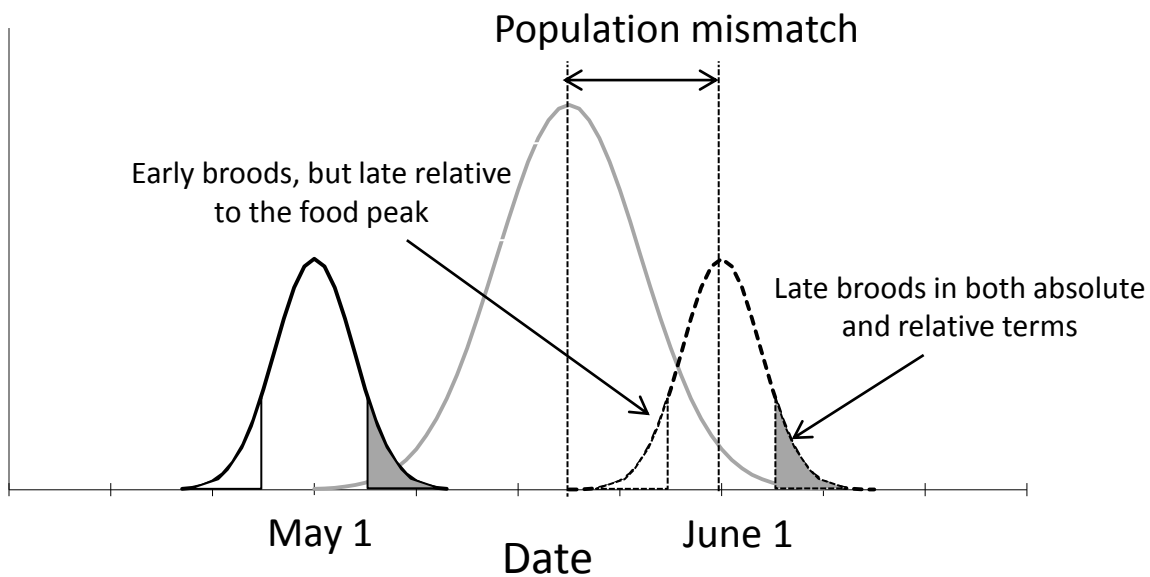 Population mismatch
Early broods, but late relative
to the food peak
Late broods in both absolute
and relative terms
May 1
June 1
Date